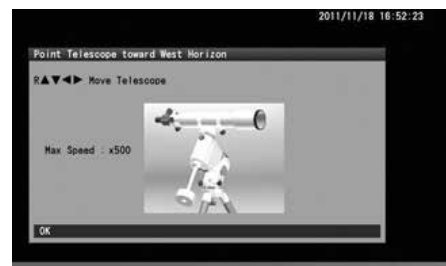 2011/11/18 16:52:23
Point Telescope toward West Horizon
R▲▼◀▶ Move Telescope
Max Speed : x500
OK